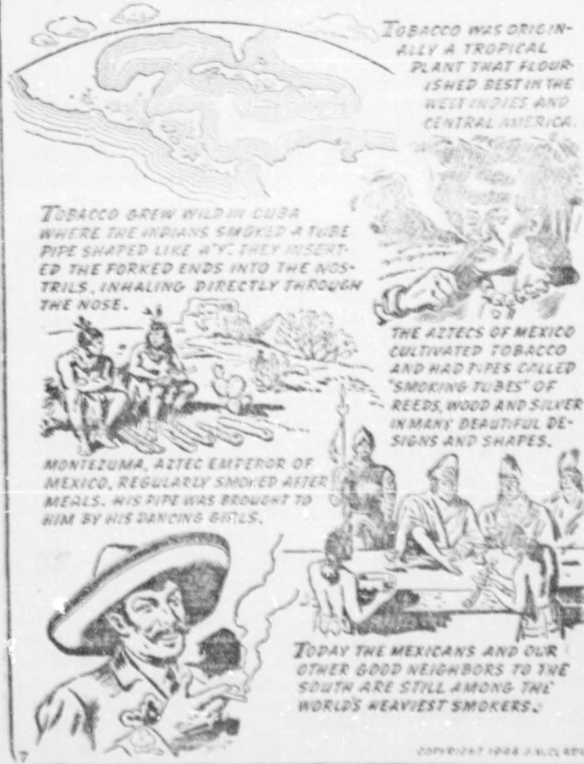 TOBACCO WAS ORIGIN-
ALLY A TROPICAL
PLANT THAT FLOUR-
ISHED BEST IN THE
WEST INDIES AND
CENTRAL AMERICA.
TOBACCO GREW WILD IN CUBA
WHERE THE INDIANS SMOKED A TUBE
PIPE SHAPED LIKE A "Y". THEY INSERT-
ED THE FORKED ENDS INTO THE NOS-
TRILS, INHALING DIRECTLY THROUGH
THE NOSE.
THE AZTECS OF MEXICO
CULTIVATED TOBACCO
AND HAD PIPES CALLED
"SMOKING TUBES" OF
REEDS, WOOD AND SILVER
IN MANY BEAUTIFUL DE-
SIGNS AND SHAPES.
MONTEZUMA, AZTEC EMPEROR OF
MEXICO, REGULARLY SMOKED AFTER
MEALS. HIS PIPE WAS BROUGHT TO
HIM BY HIS DANCING GIRLS.
TODAY THE MEXICANS AND OUR
OTHER GOOD NEIGHBORS TO THE
SOUTH ARE STILL AMONG THE
WORLD'S HEAVIEST SMOKERS.
7
COPYRIGHT CLARK